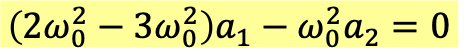 (2ω₀² − 3ω₀²)a₁ − ω₀²a₂ = 0